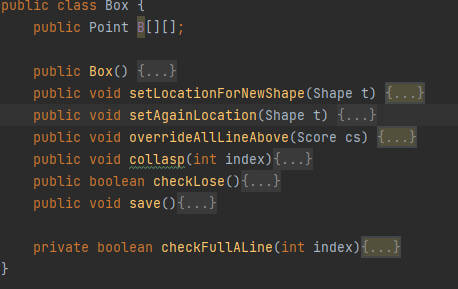 public class Box {
public Point B[][];
public Box() {...}
public void setLocationForNewShape(Shape t) {...}
public void setAgainLocation(Shape t) {...}
public void overrideAllLineAbove(Score cs) {...}
public void collasp(int index){...}
public boolean checkLose(){...}
public void save(){...}
private boolean checkFullALine(int index){...}
}